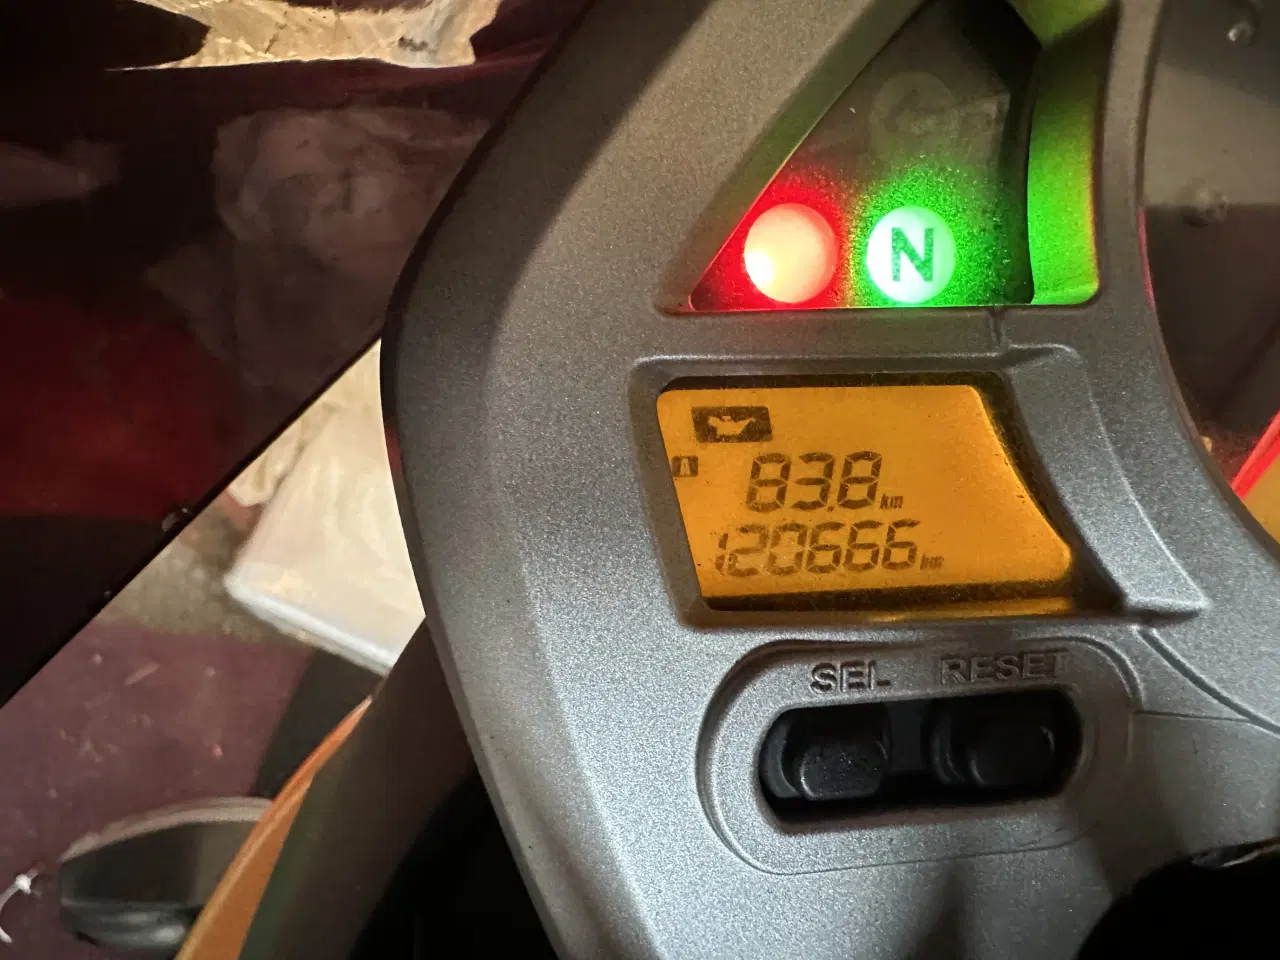 N
A
83.8 km
120666 km
SEL RESET